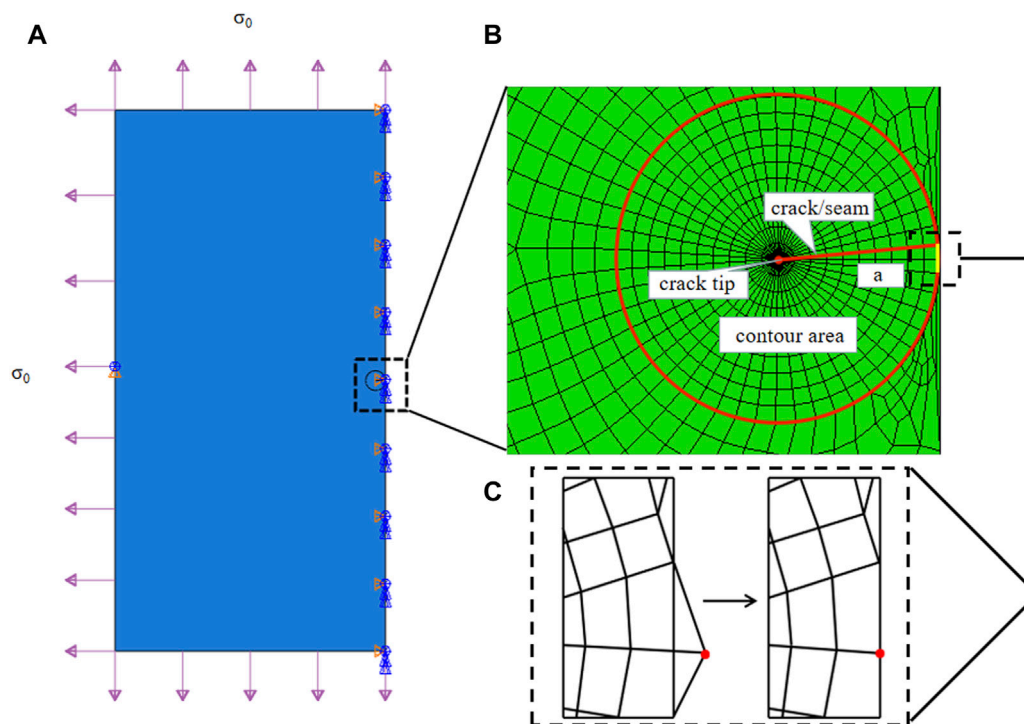 A
σ₀
σ₀
B
crack/seam
crack tip
a
contour area
C